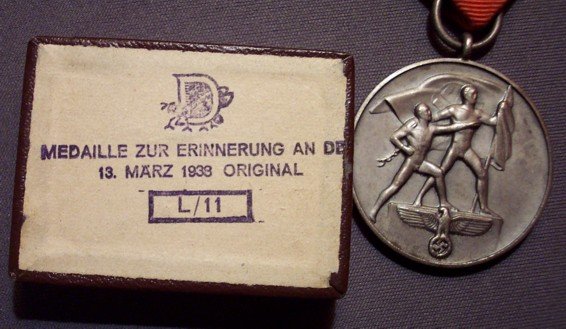 D
MEDAILLE ZUR ERINNERUNG AN DE
13. MÄRZ 1938 ORIGINAL
L/11